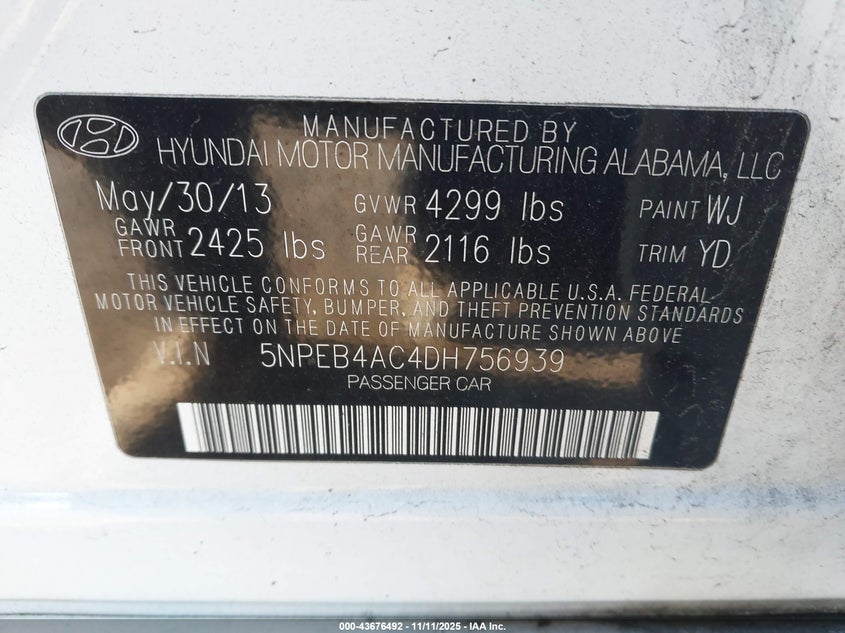 MANUFACTURED BY
HYUNDAI MOTOR MANUFACTURING ALABAMA, LLC
May/30/13 GVWR 4299 lbs PAINT WJ
GAWR FRONT 2425 lbs GAWR REAR 2116 lbs TRIM YD
THIS VEHICLE CONFORMS TO ALL APPLICABLE U.S.A. FEDERAL
MOTOR VEHICLE SAFETY, BUMPER, AND THEFT PREVENTION STANDARDS
IN EFFECT ON THE DATE OF MANUFACTURE SHOWN ABOVE
V.I.N 5NPEB4AC4DH756939
PASSENGER CAR
000-43676492 - 11/11/2025 - IAA Inc.